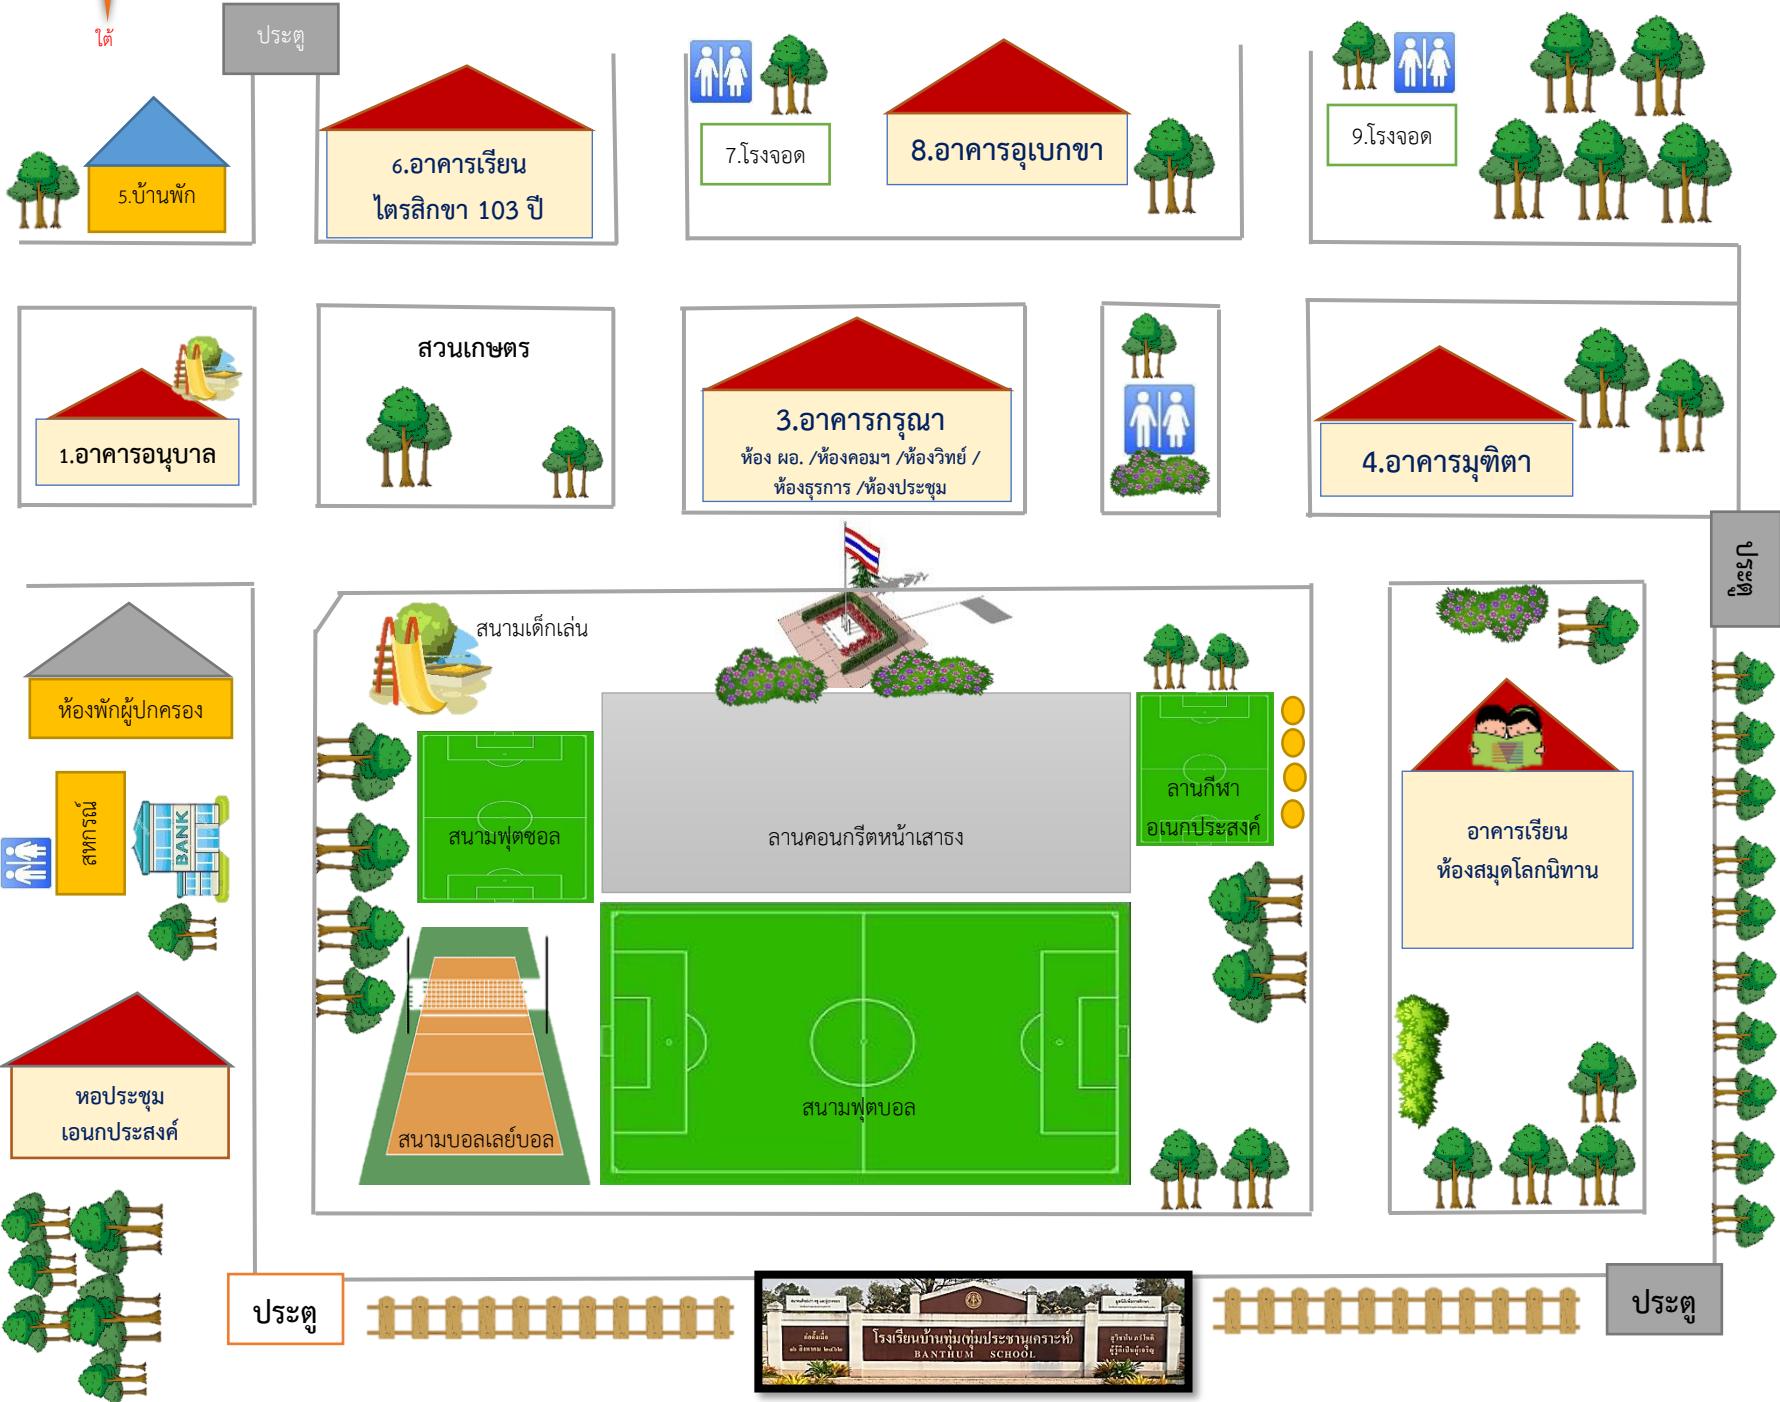 ใต้
ประตู
5.บ้านพัก
6.อาคารเรียน
ไตรสิกขา 103 ปี
7.โรงจอด
8.อาคารอุเบกขา
9.โรงจอด
1.อาคารอนุบาล
สวนเกษตร
3.อาคารกรุณา
ห้อง ผอ. /ห้องคอมฯ /ห้องวิทย์ /
ห้องธุรการ /ห้องประชุม
4.อาคารมุฑิตา
ประตู
ห้องพักผู้ปกครอง
สนามเด็กเล่น
สหกรณ์
BANK
สนามฟุตซอล
ลานคอนกรีตหน้าเสาธง
ลานกีฬา
อเนกประสงค์
อาคารเรียน
ห้องสมุดโลกนิทาน
หอประชุม
เอนกประสงค์
สนามบอลเลย์บอล
สนามฟุตบอล
ประตู
โรงเรียนบ้านทุ่ม(ทุ่มประชานุเคราะห์)
BANTHUM SCHOOL
ประตู